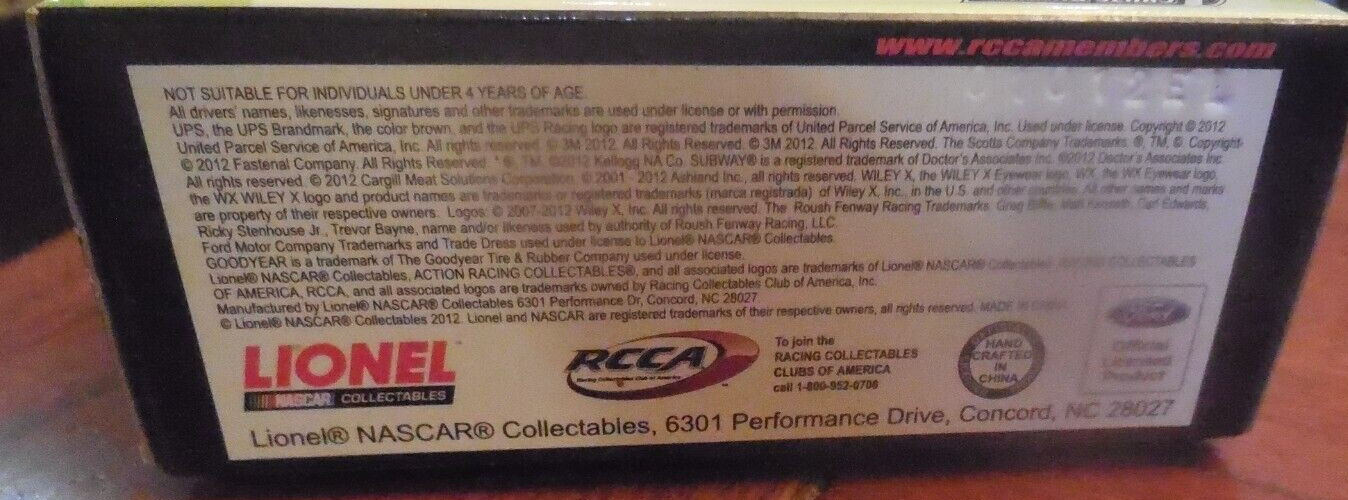 www.rccamembers.com
NOT SUITABLE FOR INDIVIDUALS UNDER 4 YEARS OF AGE.
All drivers' names, likenesses, signatures and other trademarks are used under license or with permission.
UPS, the UPS Brandmark, the color brown, and the UPS Racing logo are registered trademarks of United Parcel Service of America, Inc. Used under license. Copyright © 2012
United Parcel Service of America, Inc. All rights reserved. © 3M 2012. All Rights Reserved. © 3M 2012. All Rights Reserved. The Scotts Company Trademarks. ®, TM, ©. Copyright
© 2012 Fastenal Company. All Rights Reserved. ®, TM, ©2012 Kellogg NA Co. SUBWAY® is a registered trademark of Doctor's Associates Inc. ©2012 Doctor's Associates Inc.
All rights reserved. © 2012 Cargill Meat Solutions Corporation. © 2001 - 2012 Ashland Inc., all rights reserved. WILEY X, the WILEY X Eyewear logo, WX, the WX Eyewear logo,
the WX WILEY X logo and product names are trademarks or registered trademarks (marca registrada) of Wiley X, Inc., in the U.S. and other countries. All other names and marks
are property of their respective owners. Logos: © 2007-2012 Wiley X, Inc. All rights reserved. The Roush Fenway Racing Trademarks, Greg Biffle, Matt Kenseth, Carl Edwards,
Ricky Stenhouse Jr., Trevor Bayne, name and/or likeness used by authority of Roush Fenway Racing, LLC.
Ford Motor Company Trademarks and Trade Dress used under license to Lionel® NASCAR® Collectables.
GOODYEAR is a trademark of The Goodyear Tire & Rubber Company used under license.
Lionel® NASCAR® Collectables, ACTION RACING COLLECTABLES®, and all associated logos are trademarks of Lionel® NASCAR® COLLECTABLES
OF AMERICA, RCCA, and all associated logos are trademarks owned by Racing Collectables Club of America, Inc.
Manufactured by Lionel® NASCAR® Collectables 6301 Performance Dr, Concord, NC 28027
© Lionel® NASCAR® Collectables 2012. Lionel and NASCAR are registered trademarks of their respective owners, all rights reserved. MADE IN CHINA
LIONEL™
NASCAR COLLECTABLES
RCCA
Racing Collectables Club of America, Inc.
To join the
RACING COLLECTABLES
CLUBS OF AMERICA
call 1-800-952-0708
HAND
CRAFTED
IN
CHINA
Ford
Official
Licensed
Product
Lionel® NASCAR® Collectables, 6301 Performance Drive, Concord, NC 28027